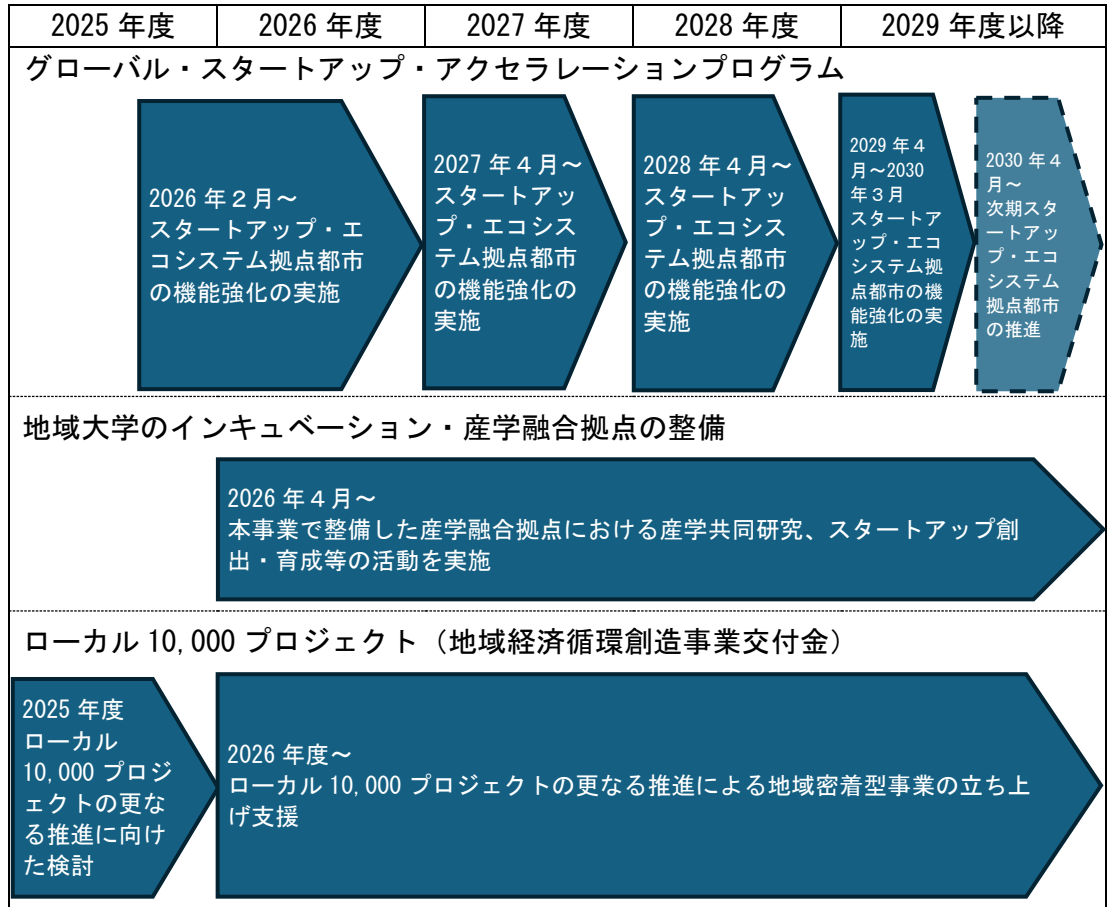 2025 年度
2026 年度
2027 年度
2028 年度
2029 年度以降
グローバル・スタートアップ・アクセラレーションプログラム
2026 年２月～
スタートアップ・エ
コシステム拠点都市
の機能強化の実施
2027 年４月～
スタートアッ
プ・エコシス
テム拠点都市
の機能強化の
実施
2028 年４月～
スタートアッ
プ・エコシス
テム拠点都市
の機能強化の
実施
2029 年４
月～2030
年３月
スタートア
ップ・エコ
システム拠
点都市の機
能強化の実
施
2030 年４
月～
次期スタ
ートアッ
プ・エコ
システム
拠点都市
の推進
地域大学のインキュベーション・産学融合拠点の整備
2026 年４月～
本事業で整備した産学融合拠点における産学共同研究、スタートアップ創
出・育成等の活動を実施
ローカル 10,000 プロジェクト（地域経済循環創造事業交付金）
2025 年度
ローカル
10,000 プロジ
ェクトの更な
る推進に向け
た検討
2026 年度～
ローカル 10,000 プロジェクトの更なる推進による地域密着型事業の立ち上
げ支援